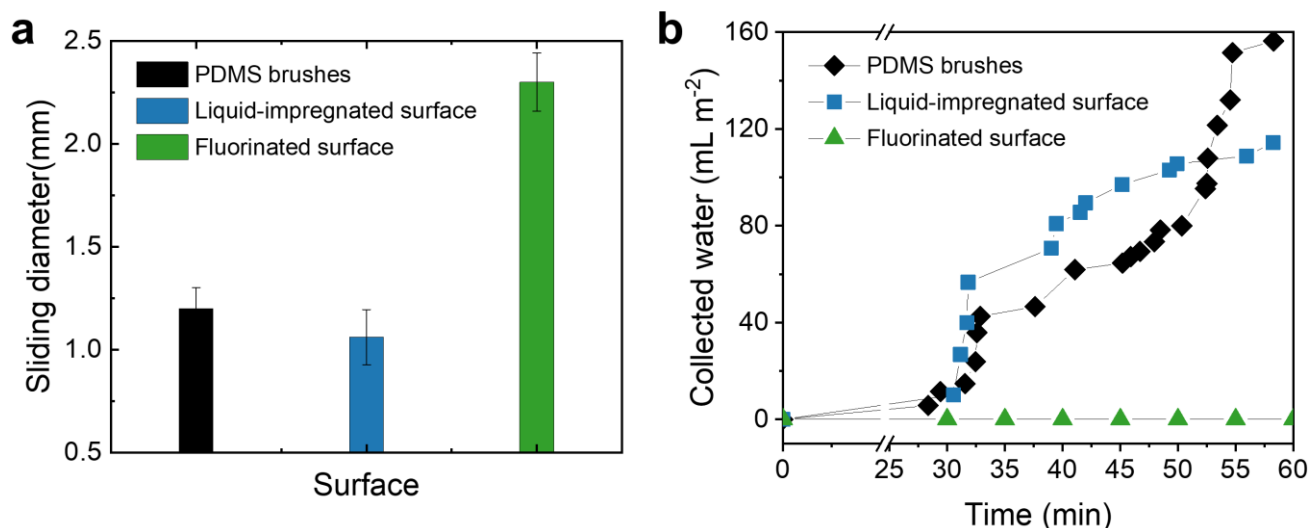 a
2.5
2.0
1.5
1.0
0.5
Sliding diameter(mm)
PDMS brushes
Liquid-impregnated surface
Fluorinated surface
Surface
b
160
120
80
40
0
Collected water (mL m⁻²)
PDMS brushes
Liquid-impregnated surface
Fluorinated surface
0 25 30 35 40 45 50 55 60
Time (min)